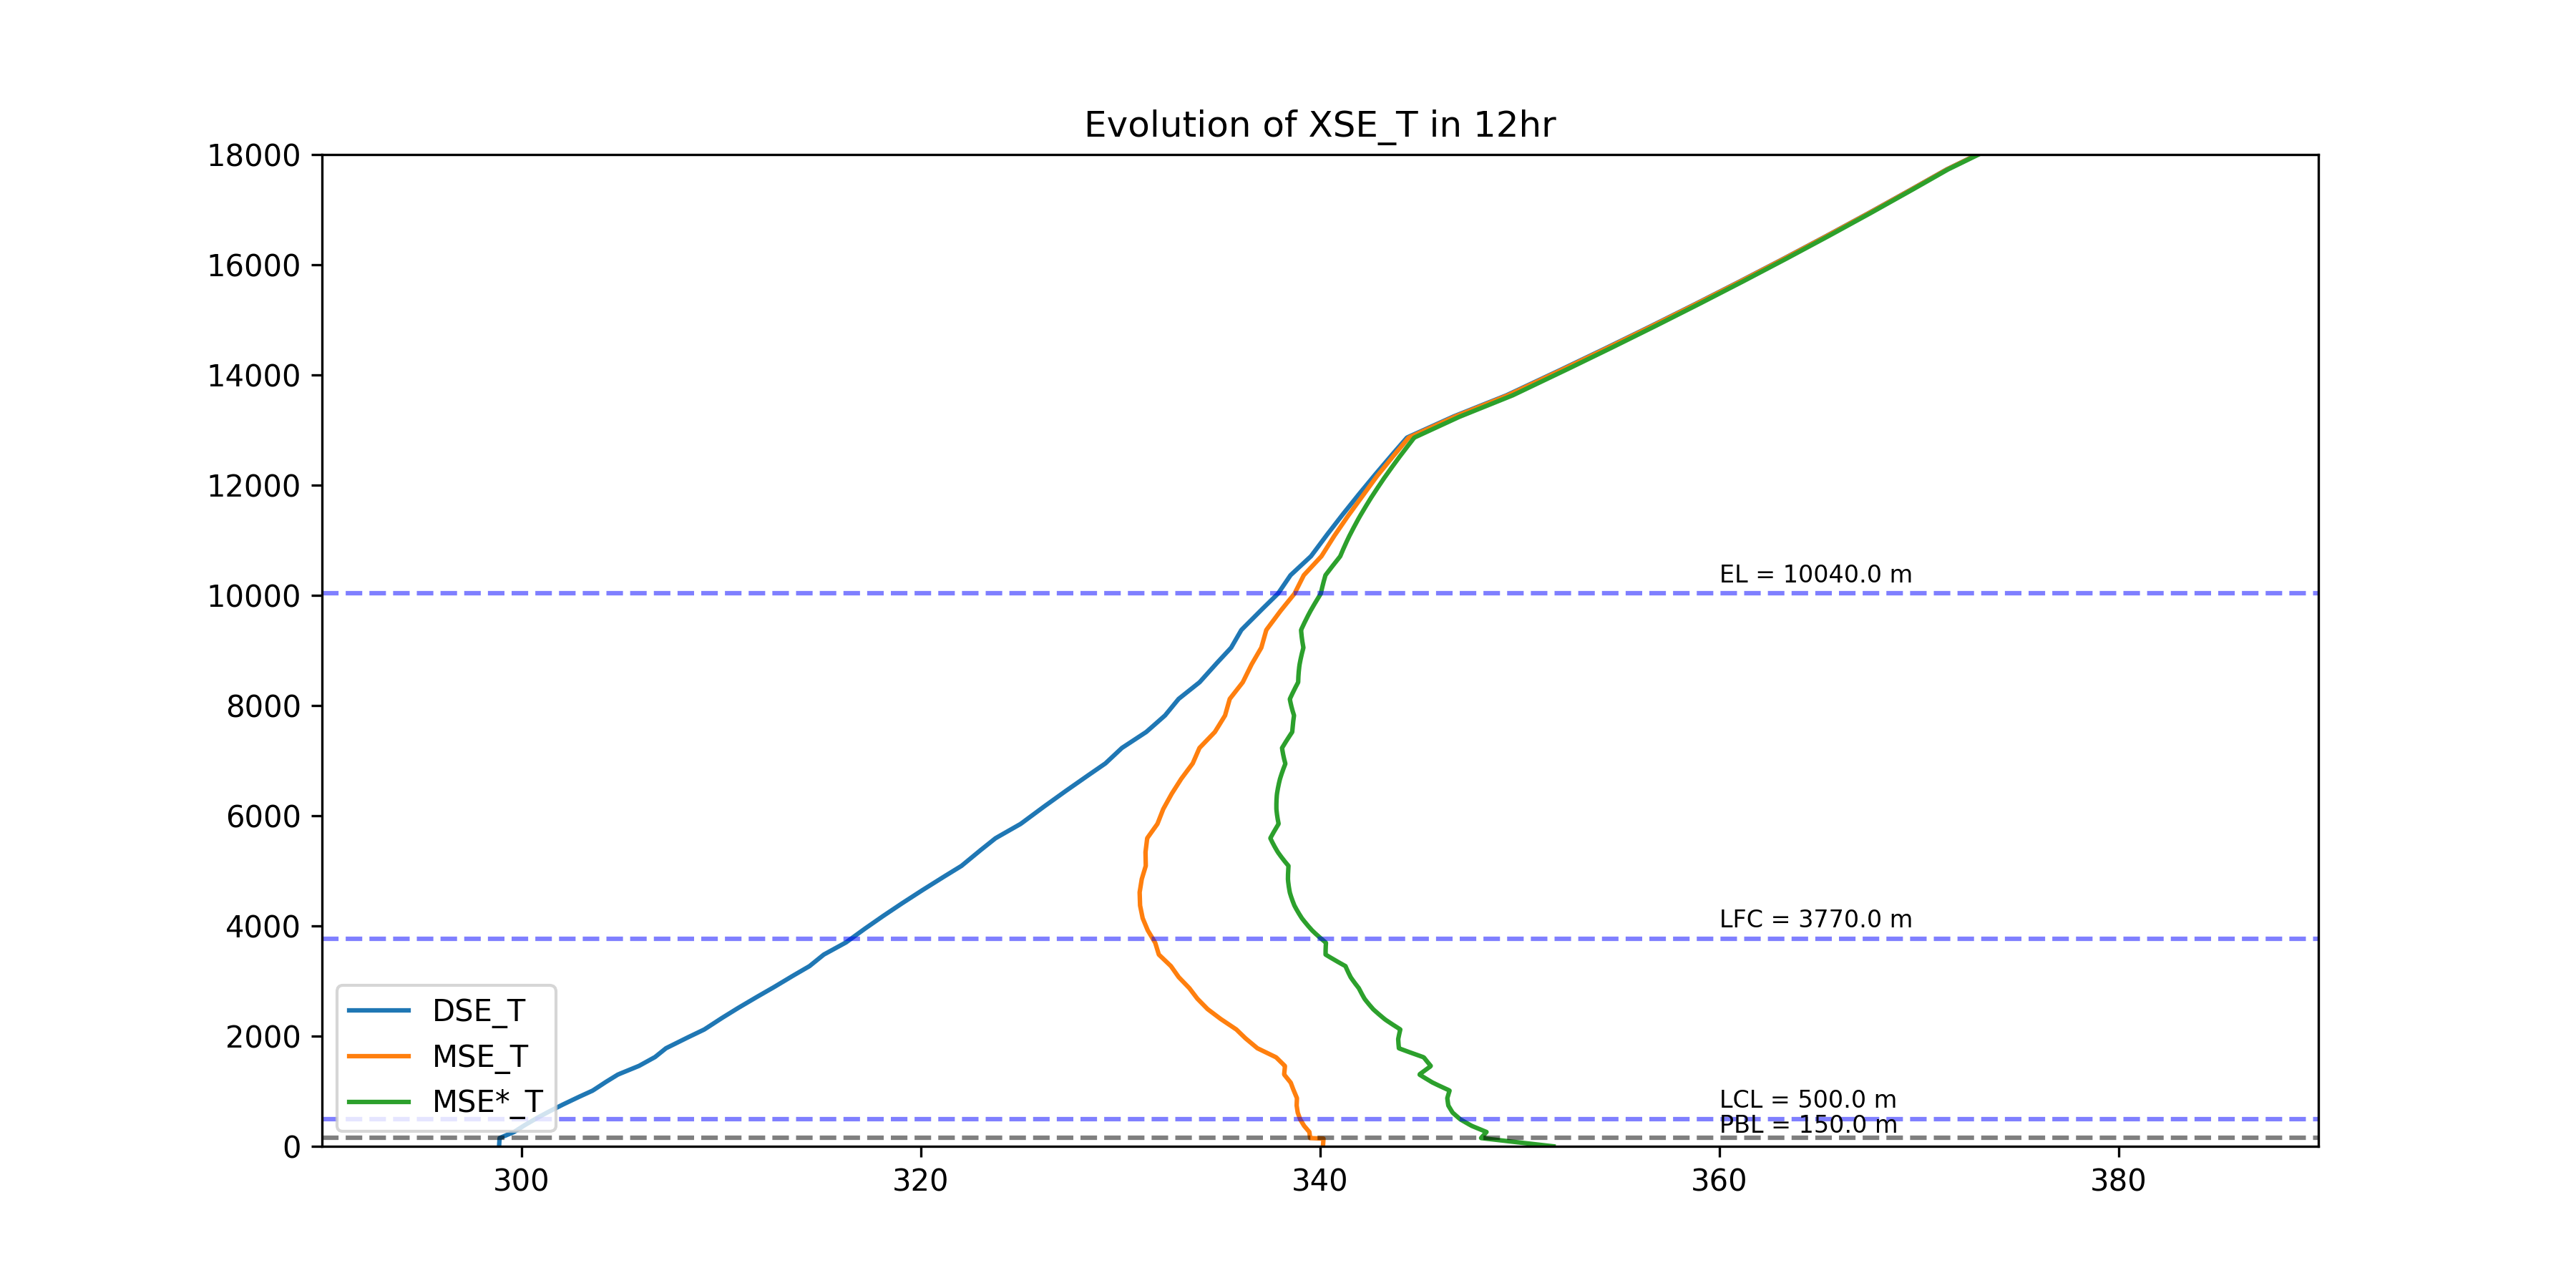 Evolution of XSE_T in 12hr
18000
16000
14000
12000
10000
8000
6000
4000
2000
0
EL = 10040.0 m
LFC = 3770.0 m
LCL = 500.0 m
PBL = 150.0 m
DSE_T
MSE_T
MSE*_T
300 320 340 360 380